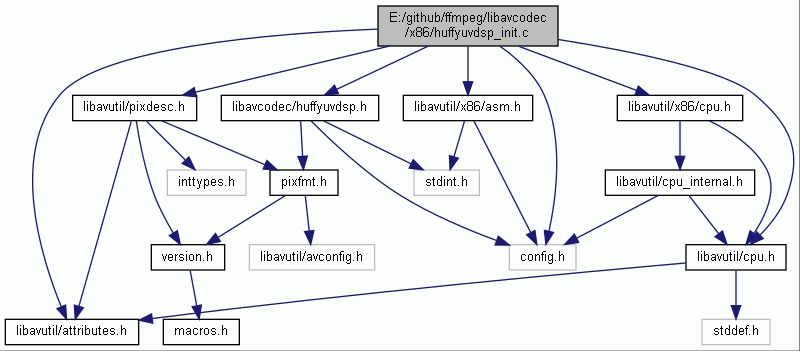 E:/github/ffmpeg/libavcodec
/x86/huffyuvdsp_init.c
libavutil/pixdesc.h
libavcodec/huffyuvdsp.h
libavutil/x86/asm.h
libavutil/x86/cpu.h
inttypes.h
pixfmt.h
stdint.h
libavutil/cpu_internal.h
version.h
libavutil/avconfig.h
config.h
libavutil/cpu.h
libavutil/attributes.h
macros.h
stddef.h